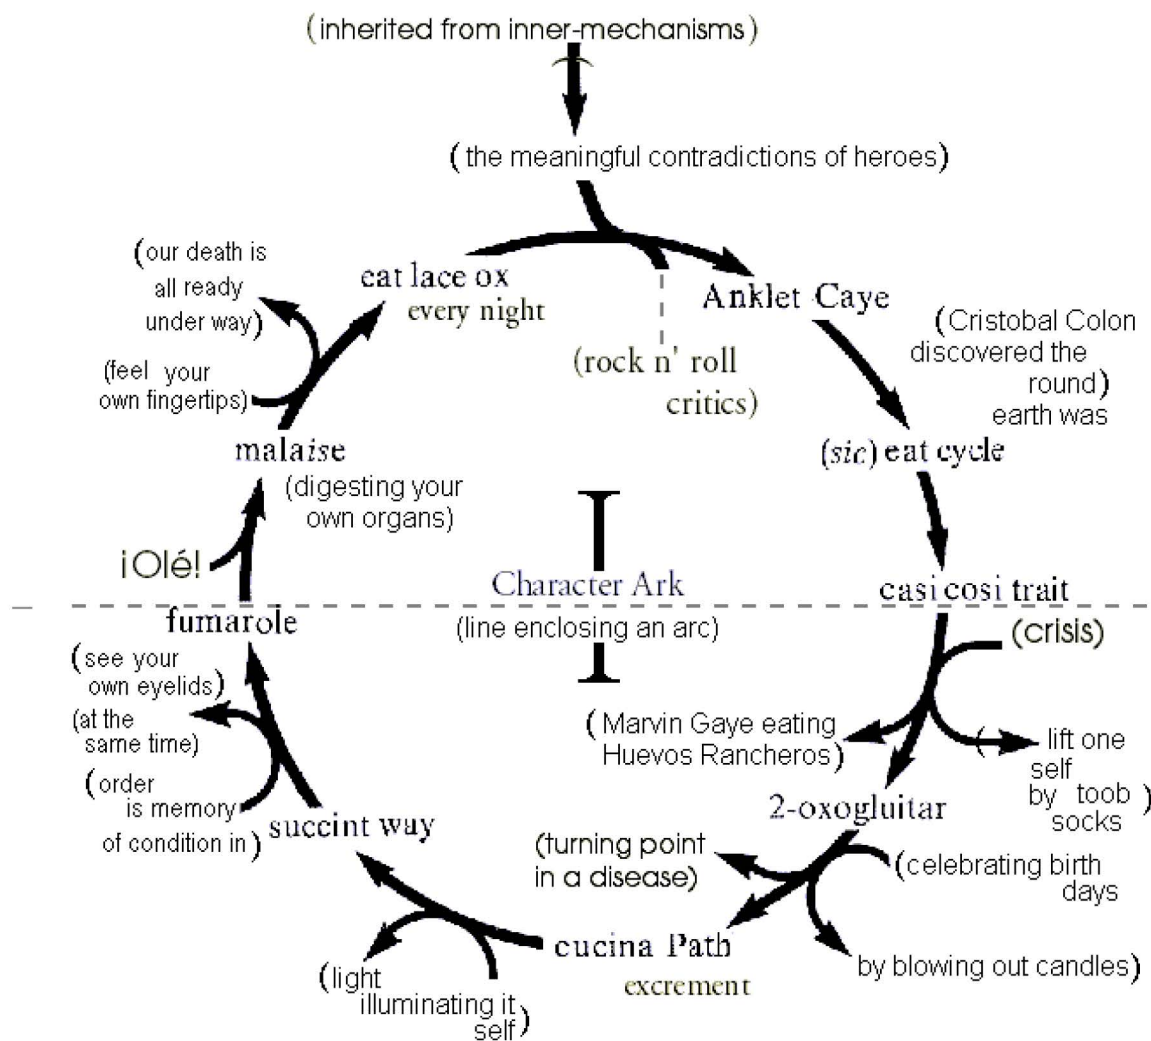 (inherited from inner-mechanisms)
(the meaningful contradictions of heroes)
eat lace ox
every night
(rock n' roll
critics)
Anklet Caye
(Cristobal Colon
discovered the
round)
earth was
(sic) eat cycle
casi cosi trait
(crisis)
(Marvin Gaye eating
Huevos Rancheros)
( lift one
self
by toob )
socks
2-oxogluitar
(celebrating birth
days
(turning point
in a disease)
by blowing out candles)
cucina Path
excrement
(light
illuminating it
self)
succint way
(order
is memory
of condition in)
(at the
same time)
(see your
own eyelids)
fumarole
¡Olé!
malaise
(digesting your
own organs)
(feel your
own fingertips)
(our death is
all ready
under way)
Character Ark
(line enclosing an arc)